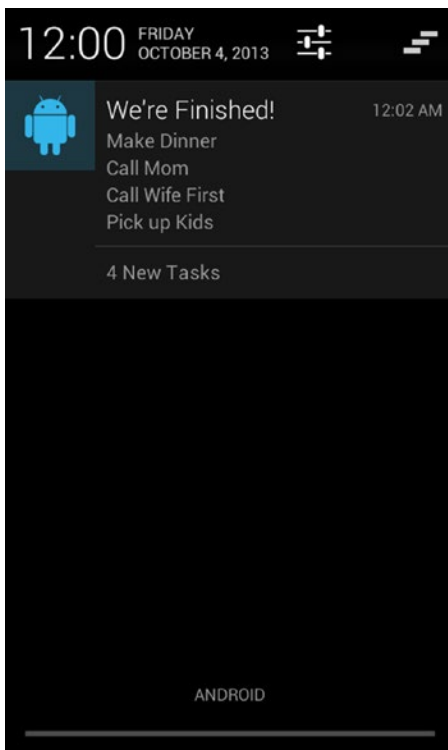 12:00 FRIDAY
OCTOBER 4, 2013
We're Finished! 12:02 AM
Make Dinner
Call Mom
Call Wife First
Pick up Kids
4 New Tasks
ANDROID